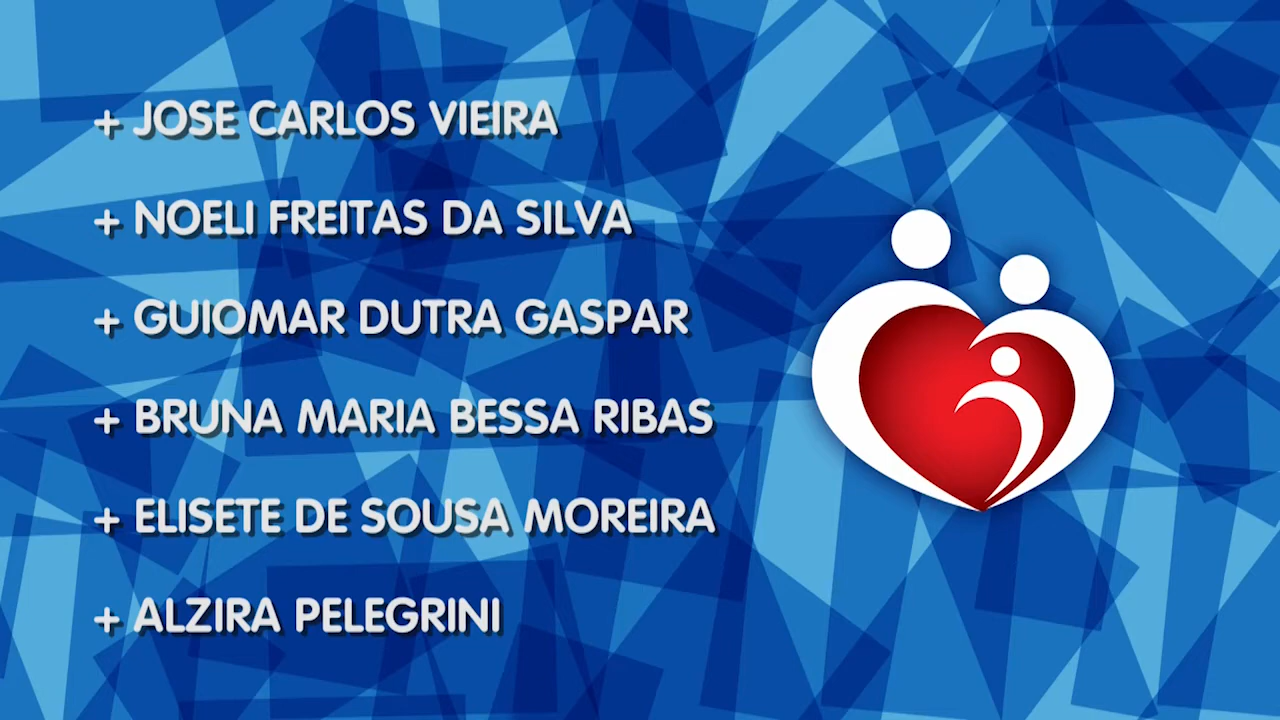 + JOSE CARLOS VIEIRA
+ NOELI FREITAS DA SILVA
+ GUIOMAR DUTRA GASPAR
+ BRUNA MARIA BESSA RIBAS
+ ELISETE DE SOUSA MOREIRA
+ ALZIRA PELEGRINI